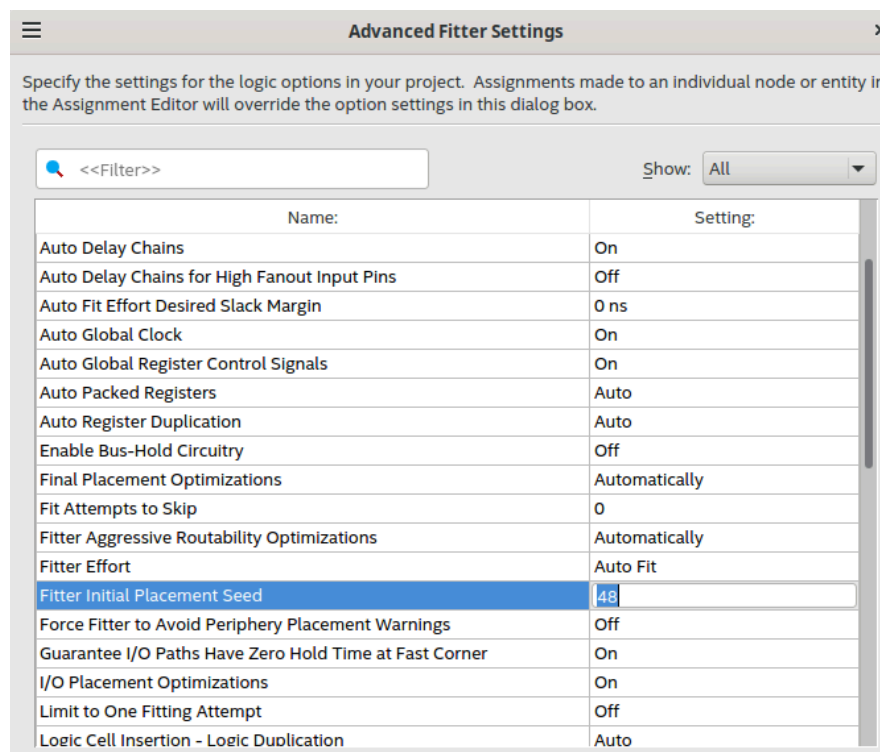 Advanced Fitter Settings
Specify the settings for the logic options in your project. Assignments made to an individual node or entity in
the Assignment Editor will override the option settings in this dialog box.
<<Filter>>
Show: All
Name: Setting:
Auto Delay Chains On
Auto Delay Chains for High Fanout Input Pins Off
Auto Fit Effort Desired Slack Margin 0 ns
Auto Global Clock On
Auto Global Register Control Signals On
Auto Packed Registers Auto
Auto Register Duplication Auto
Enable Bus-Hold Circuitry Off
Final Placement Optimizations Automatically
Fit Attempts to Skip 0
Fitter Aggressive Routability Optimizations Automatically
Fitter Effort Auto Fit
Fitter Initial Placement Seed 48
Force Fitter to Avoid Periphery Placement Warnings Off
Guarantee I/O Paths Have Zero Hold Time at Fast Corner On
I/O Placement Optimizations On
Limit to One Fitting Attempt Off
Logic Cell Insertion - Logic Duplication Auto